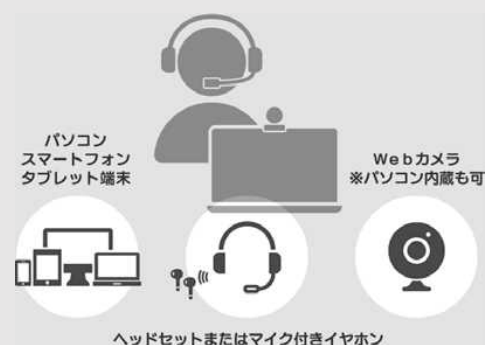 パソコン
スマートフォン
タブレット端末
Webカメラ
※パソコン内蔵も可
ヘッドセットまたはマイク付きイヤホン